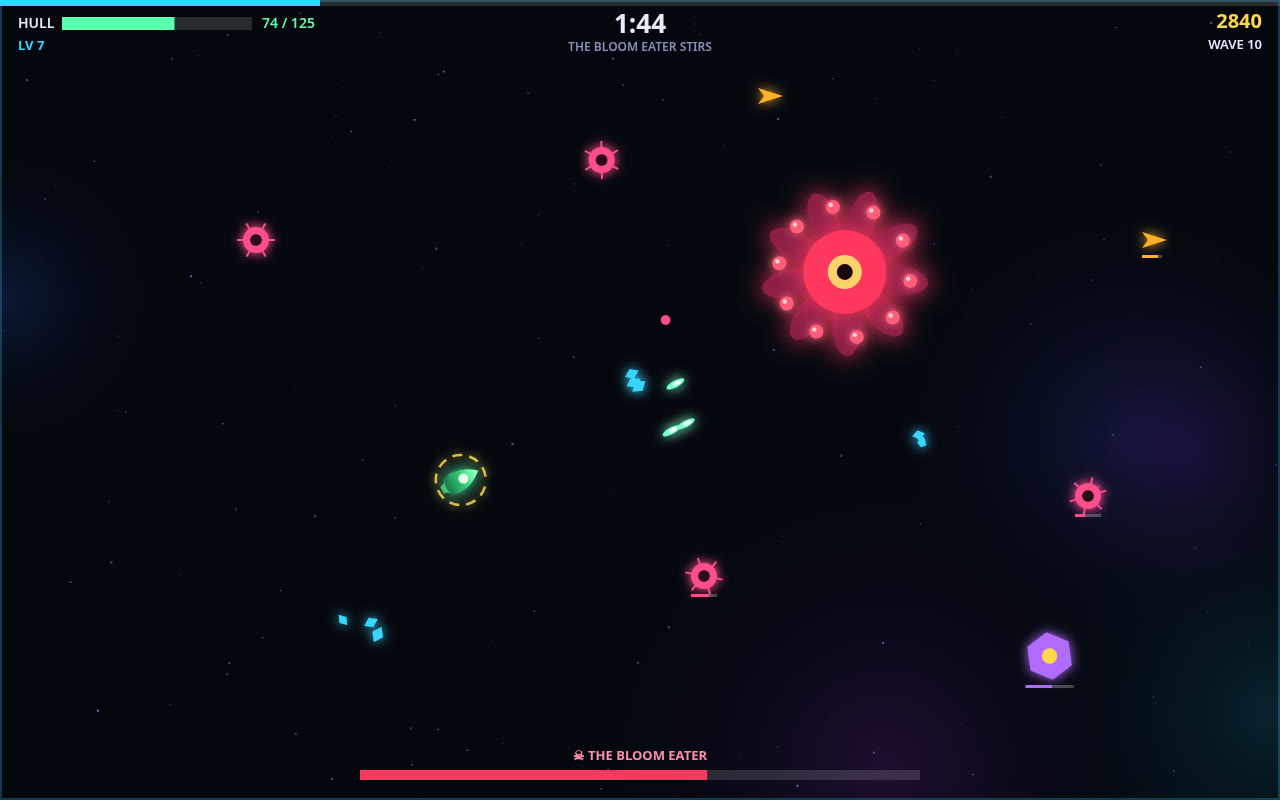 HULL 74 / 125
LV 7
1:44
THE BLOOM EATER STIRS
2840
WAVE 10
☠ THE BLOOM EATER